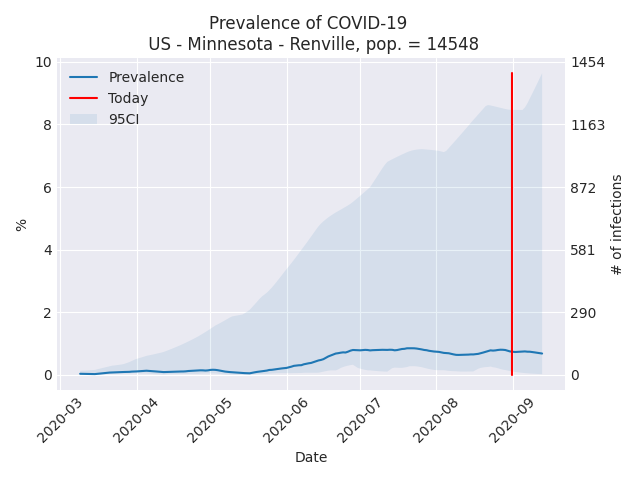 Prevalence of COVID-19
US - Minnesota - Renville, pop. = 14548
Prevalence
Today
95CI
10
8
6
4
2
0
%
1454
1163
872
581
290
0
# of infections
2020-03
2020-04
2020-05
2020-06
2020-07
2020-08
2020-09
Date